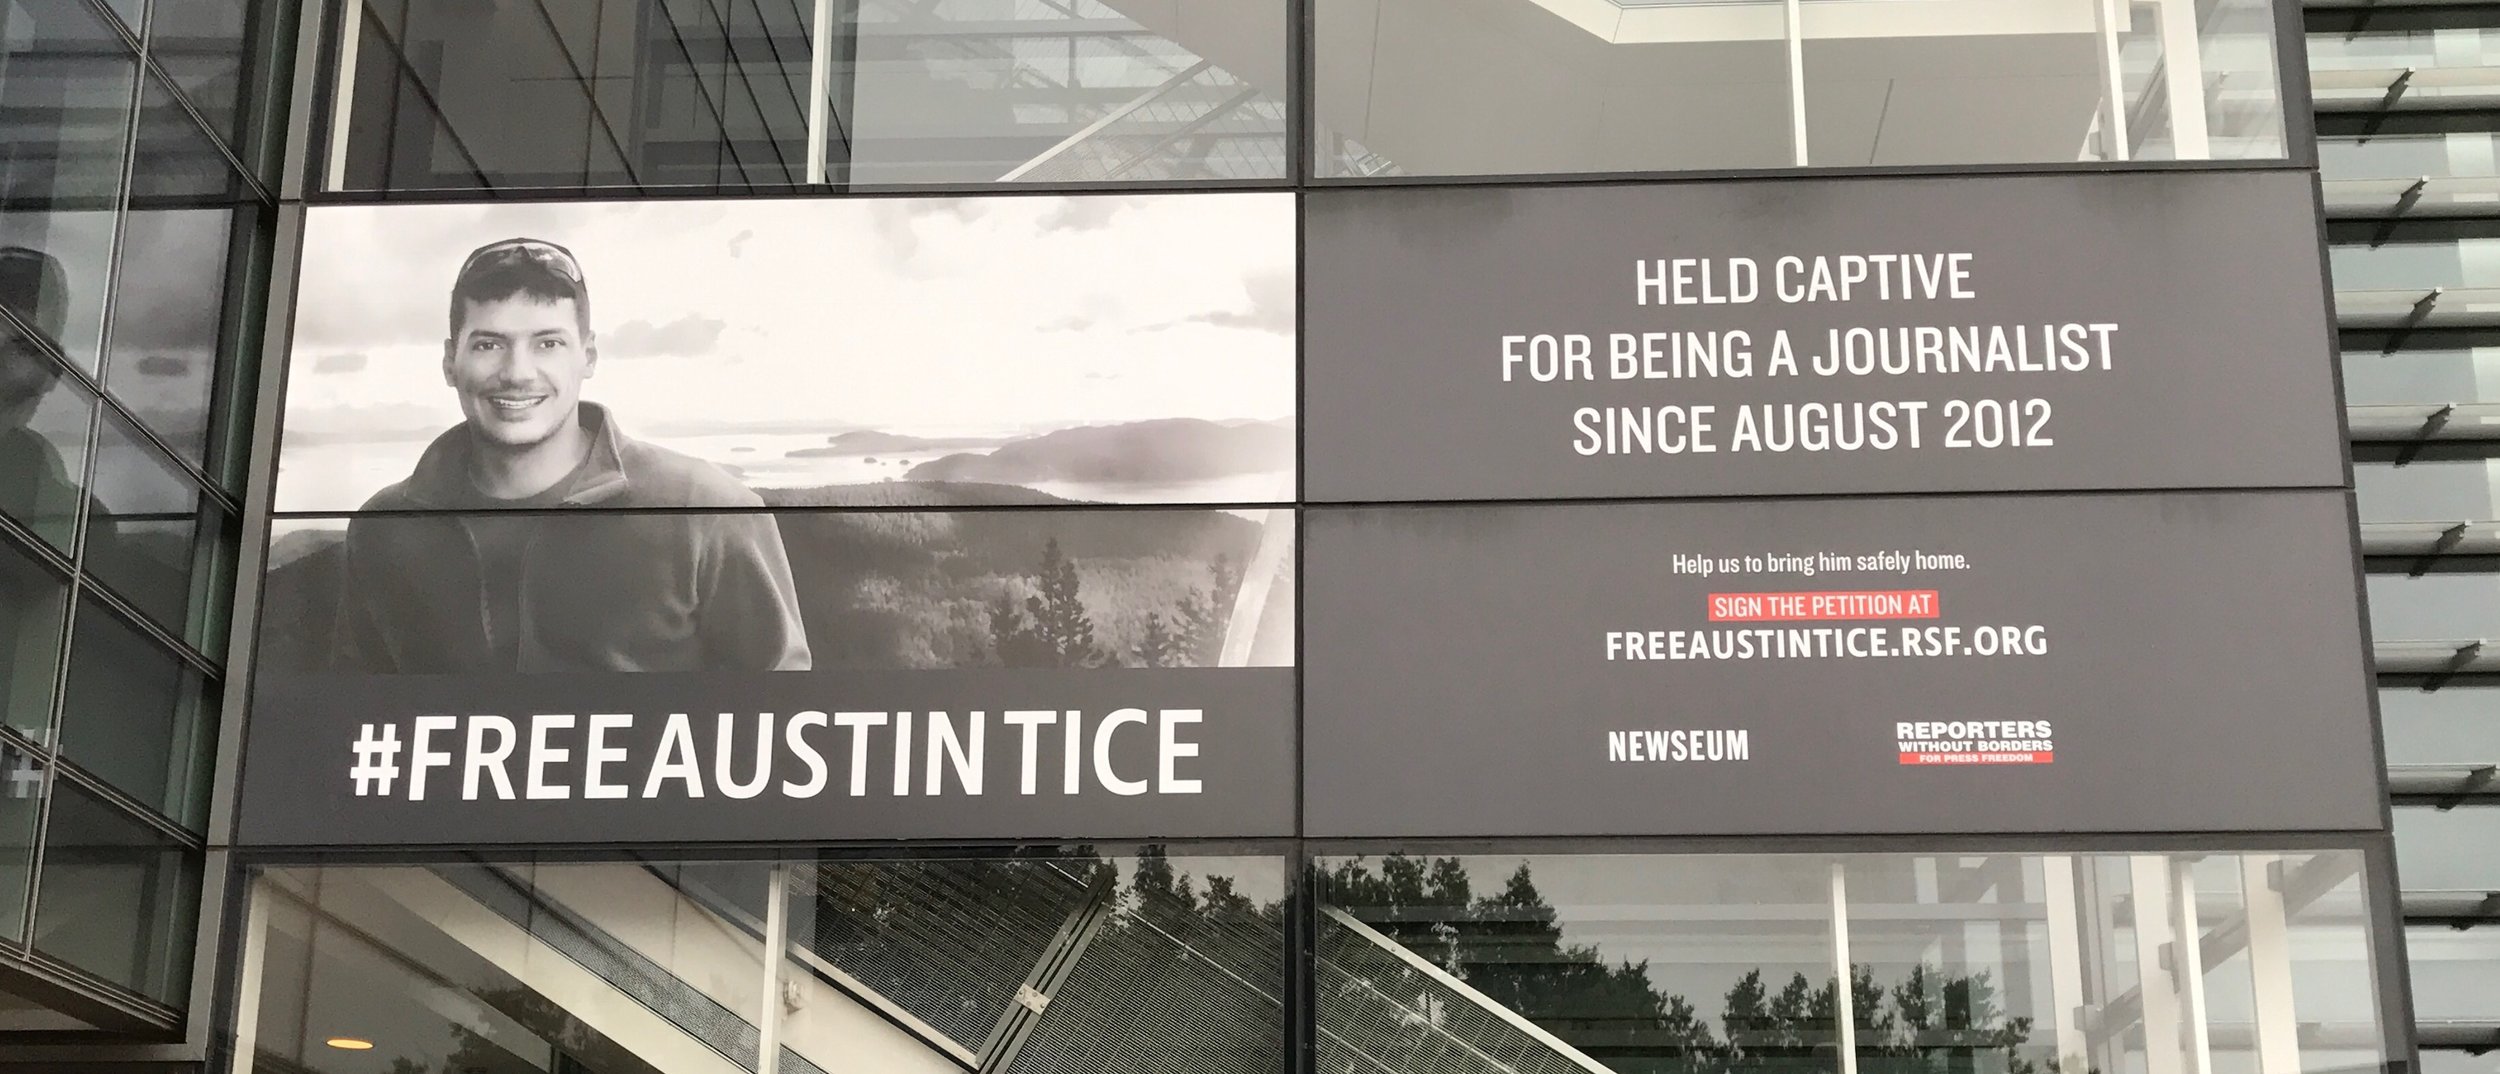 #FREEAUSTINTICE
HELD CAPTIVE
FOR BEING A JOURNALIST
SINCE AUGUST 2012
Help us to bring him safely home.
SIGN THE PETITION AT
FREEAUSTINTICE.RSF.ORG
NEWSEUM
REPORTERS
WITHOUT BORDERS
FOR PRESS FREEDOM